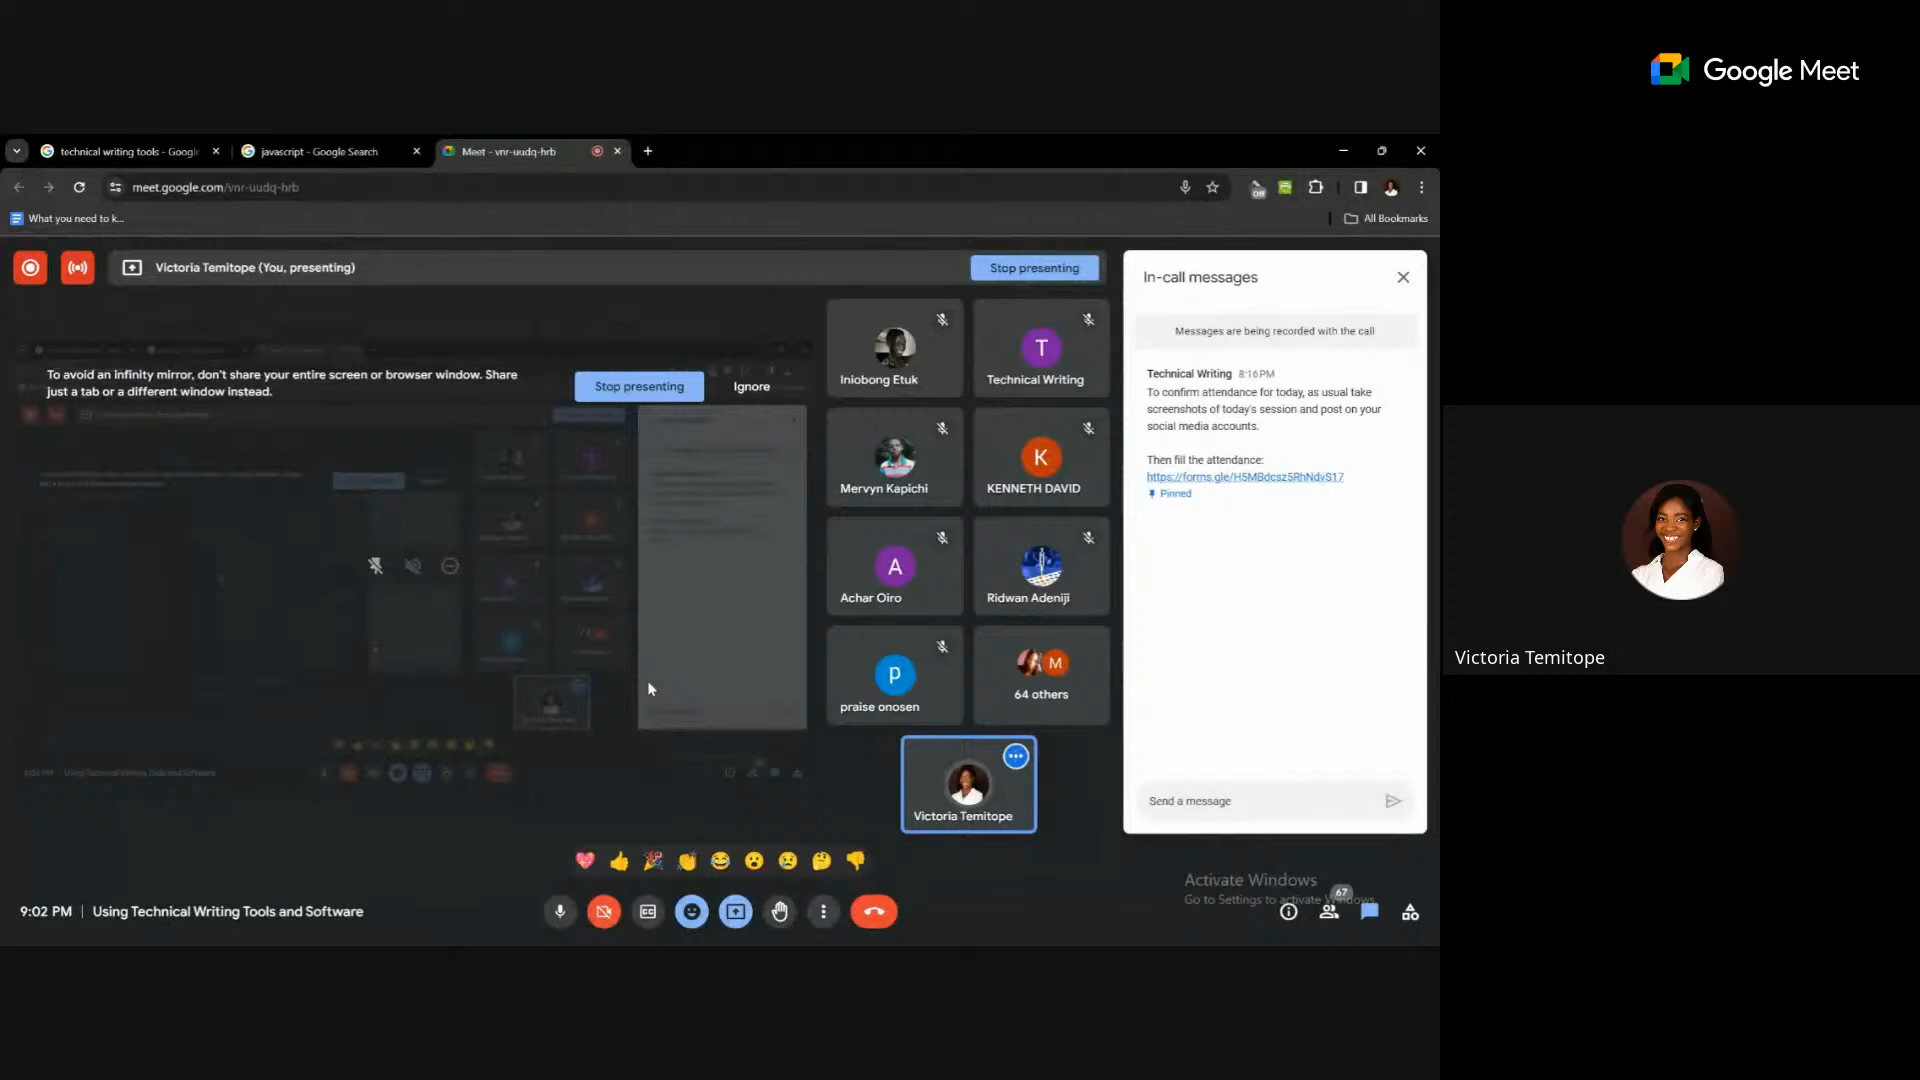 Google Meet
technical writing tools - Googl
javascript - Google Search
Meet - vnr-uudq-hrb
meet.google.com/vnr-uudq-hrb
Off
What you need to k...
All Bookmarks
Victoria Temitope (You, presenting)
Stop presenting
To avoid an infinity mirror, don't share your entire screen or browser window. Share
just a tab or a different window instead.
Stop presenting
Ignore
Iniobong Etuk
T
Technical Writing
Mervyn Kapichi
K
KENNETH DAVID
A
Achar Oiro
Ridwan Adeniji
p
praise onosen
M
64 others
Victoria Temitope
In-call messages
Messages are being recorded with the call
Technical Writing 8:16 PM
To confirm attendance for today, as usual take
screenshots of today's session and post on your
social media accounts.
Then fill the attendance:
https://forms.gle/H5MBdcsz5RhNdvS17
Pinned
Send a message
Victoria Temitope
Activate Windows
Go to Settings to activate Windows.
67
9:02 PM | Using Technical Writing Tools and Software